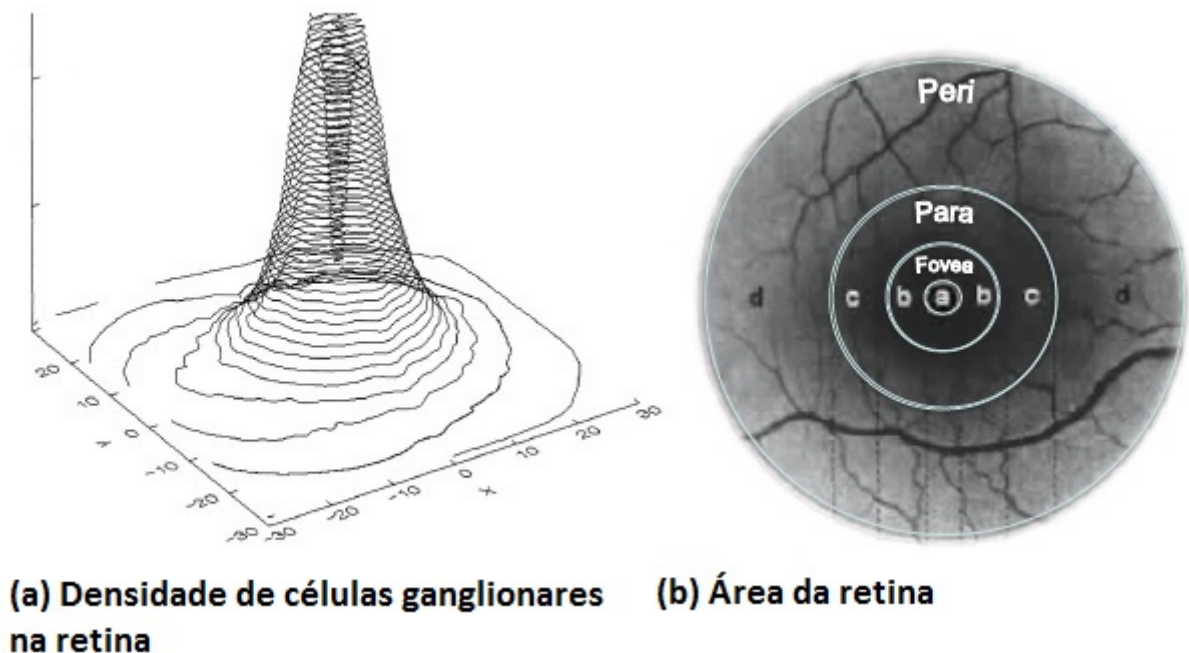 20
10
0
-10
-20
-30
Y
-30
-20
-10
0
10
20
30
X
Peri
Para
Fovea
d c b a b c d
(a) Densidade de células ganglionares
na retina
(b) Área da retina